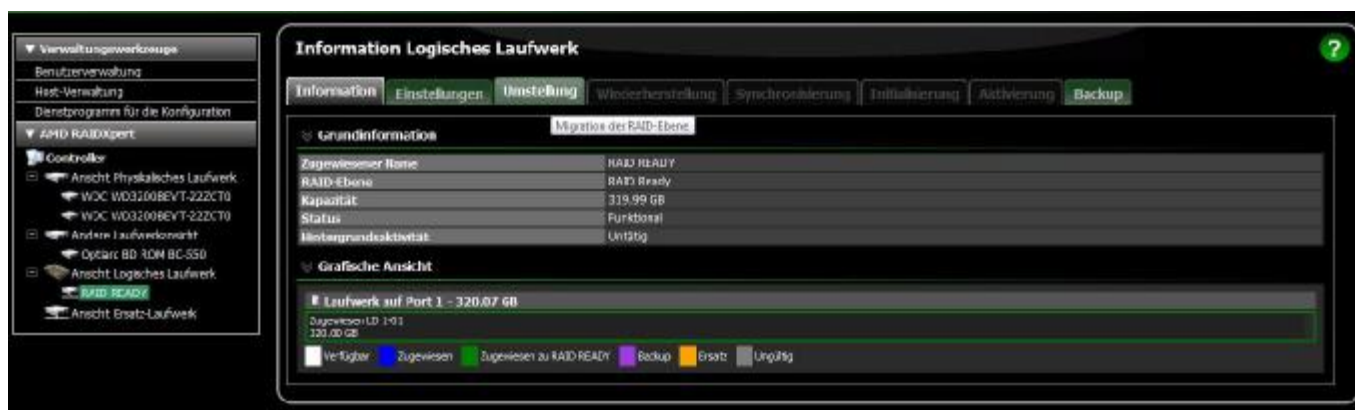 ▼ Verwaltungswerkzeuge
Benutzerverwaltung
Host-Verwaltung
Dienstprogramm für die Konfiguration
▼ AMD RAIDXpert
Controller
Ansicht Physikalisches Laufwerk
WDC WD3200BEVT-22ZCT0
WDC WD3200BEVT-22ZCT0
Andere Laufwerksansicht
Optiarc BD ROM BC-550
Ansicht Logisches Laufwerk
RAID READY
Ansicht Ersatz-Laufwerk
Information Logisches Laufwerk
?
Information Einstellungen Umstellung Wiederherstellung Synchronisierung Initialisierung Aktivierung Backup
Migration der RAID-Ebene
Grundinformation
Zugewiesener Name RAID READY
RAID-Ebene RAID Ready
Kapazität 319.99 GB
Status Funktional
Hintergrundsaktivität Untätig
Grafische Ansicht
Laufwerk auf Port 1 - 320.07 GB
Zugewiesen LD 1-01
320.00 GB
Verfügbar Zugewiesen Zugewiesen zu RAID READY Backup Ersatz Ungültig